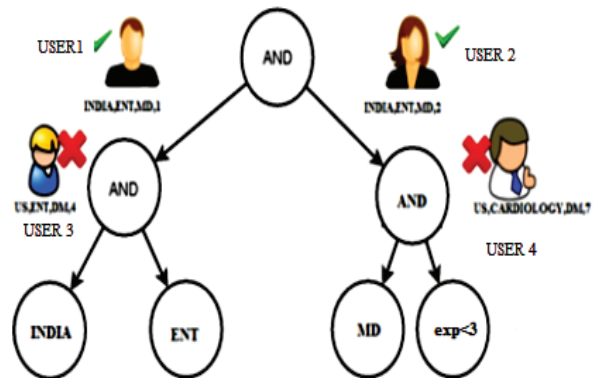 USER1
AND
USER 2
INDIA,ENT,MD,1
INDIA,ENT,MD,2
AND
AND
US,ENT,DM,4
US,CARDIOLOGY,DM,7
USER 3
USER 4
INDIA
ENT
MD
exp<3